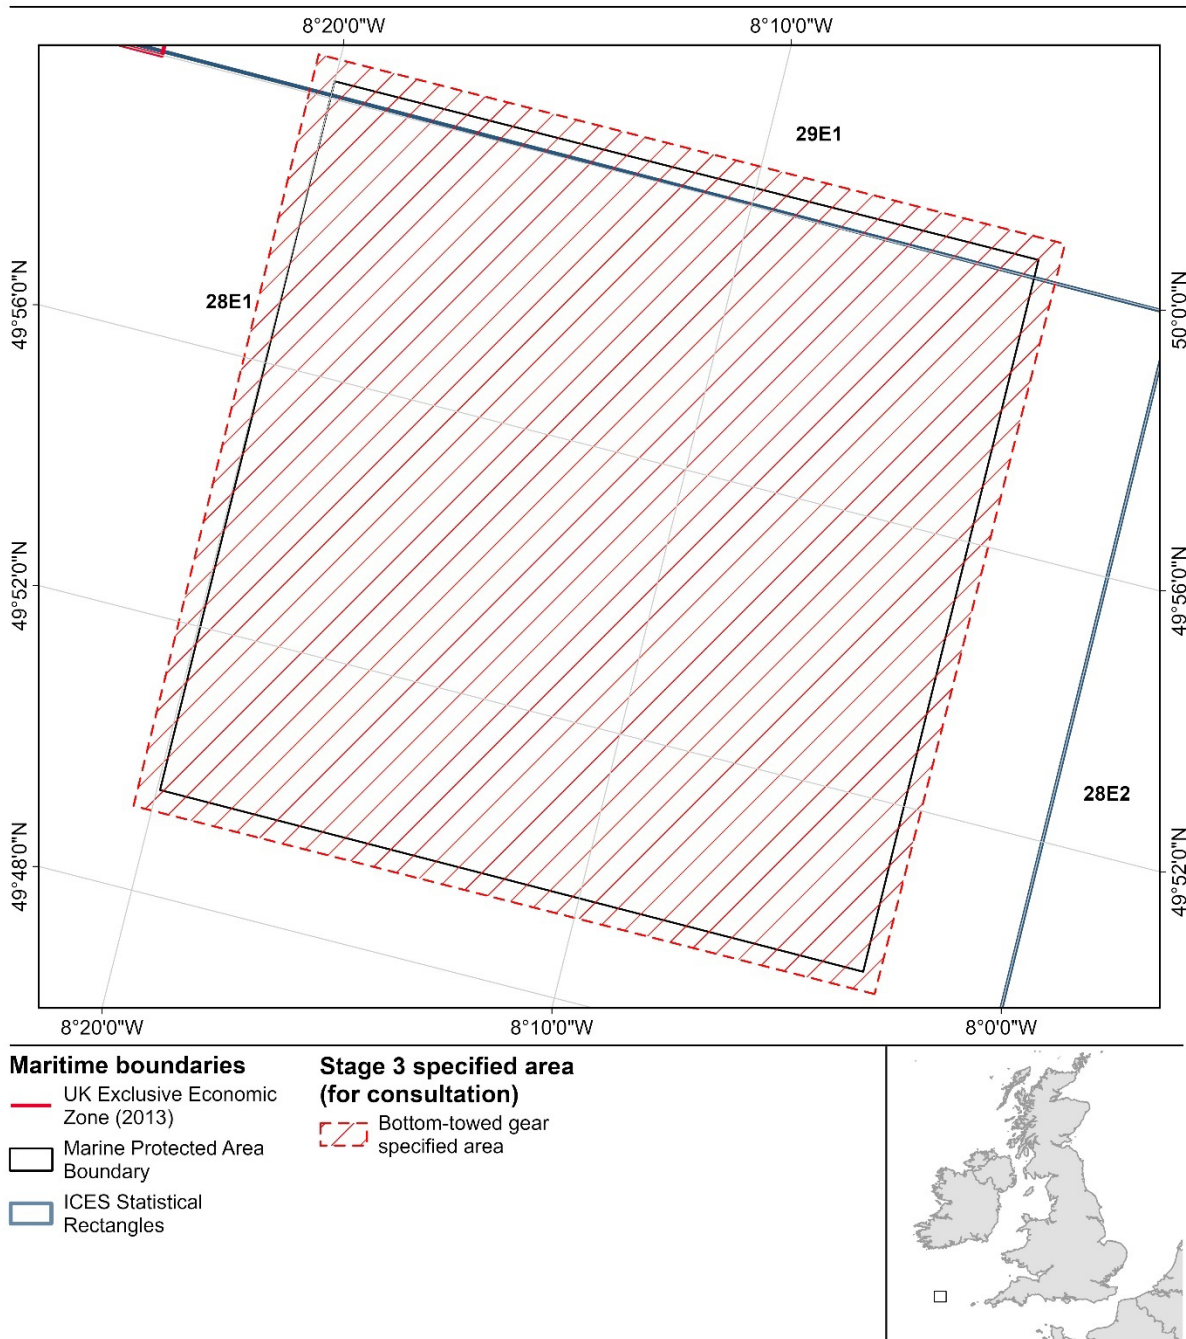 8°20'0"W
8°10'0"W
29E1
28E1
49°56'0"N
50°0'0"N
49°52'0"N
49°56'0"N
28E2
49°48'0"N
49°52'0"N
8°20'0"W
8°10'0"W
8°0'0"W
Maritime boundaries
UK Exclusive Economic
Zone (2013)
Marine Protected Area
Boundary
ICES Statistical
Rectangles
Stage 3 specified area
(for consultation)
Bottom-towed gear
specified area